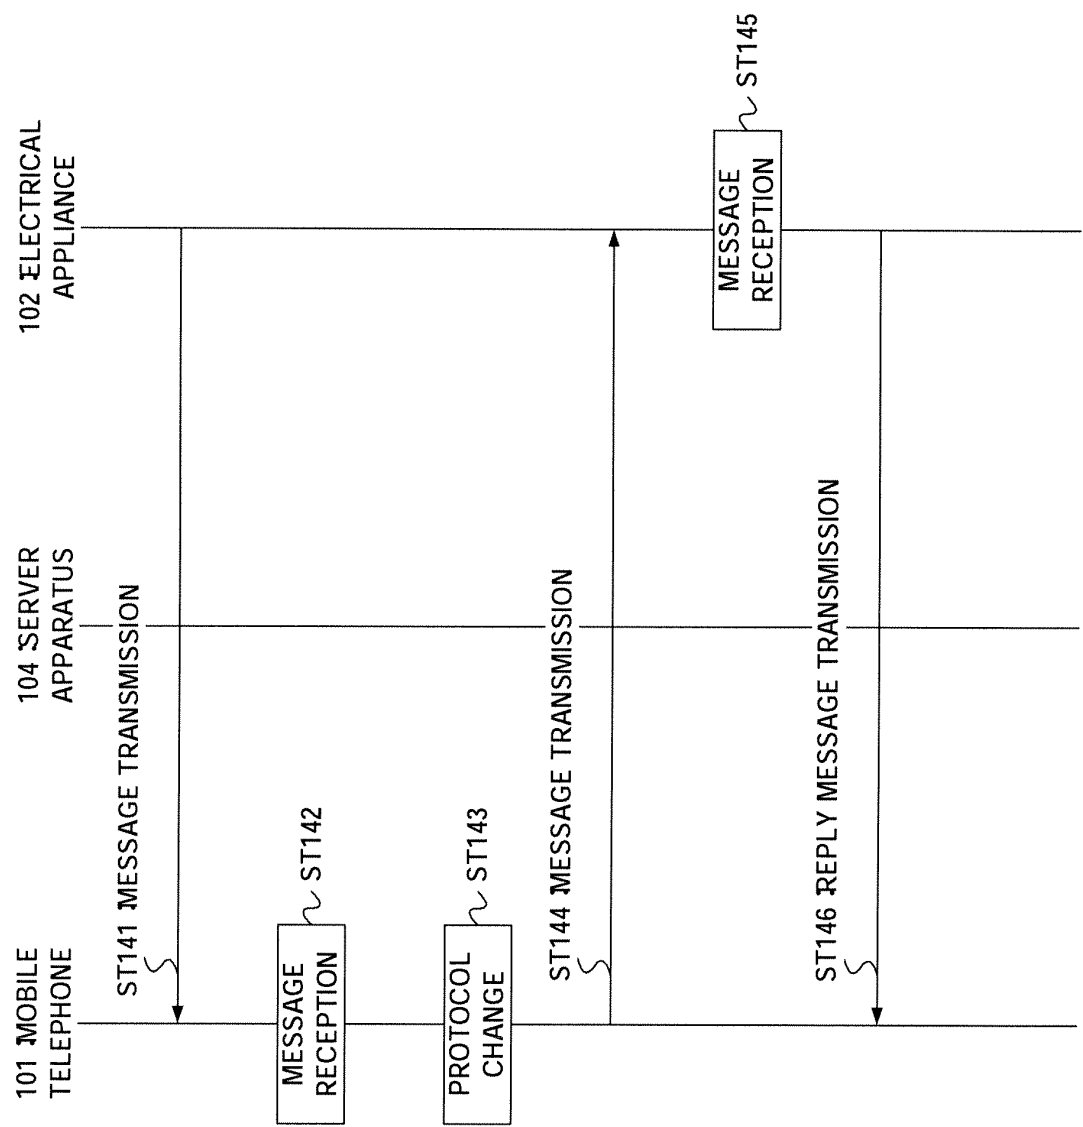 101 MOBILE
TELEPHONE
104 SERVER
APPARATUS
102 ELECTRICAL
APPLIANCE
ST141 MESSAGE TRANSMISSION
MESSAGE
RECEPTION
ST142
PROTOCOL
CHANGE
ST143
ST144 MESSAGE TRANSMISSION
MESSAGE
RECEPTION
ST145
ST146 REPLY MESSAGE TRANSMISSION